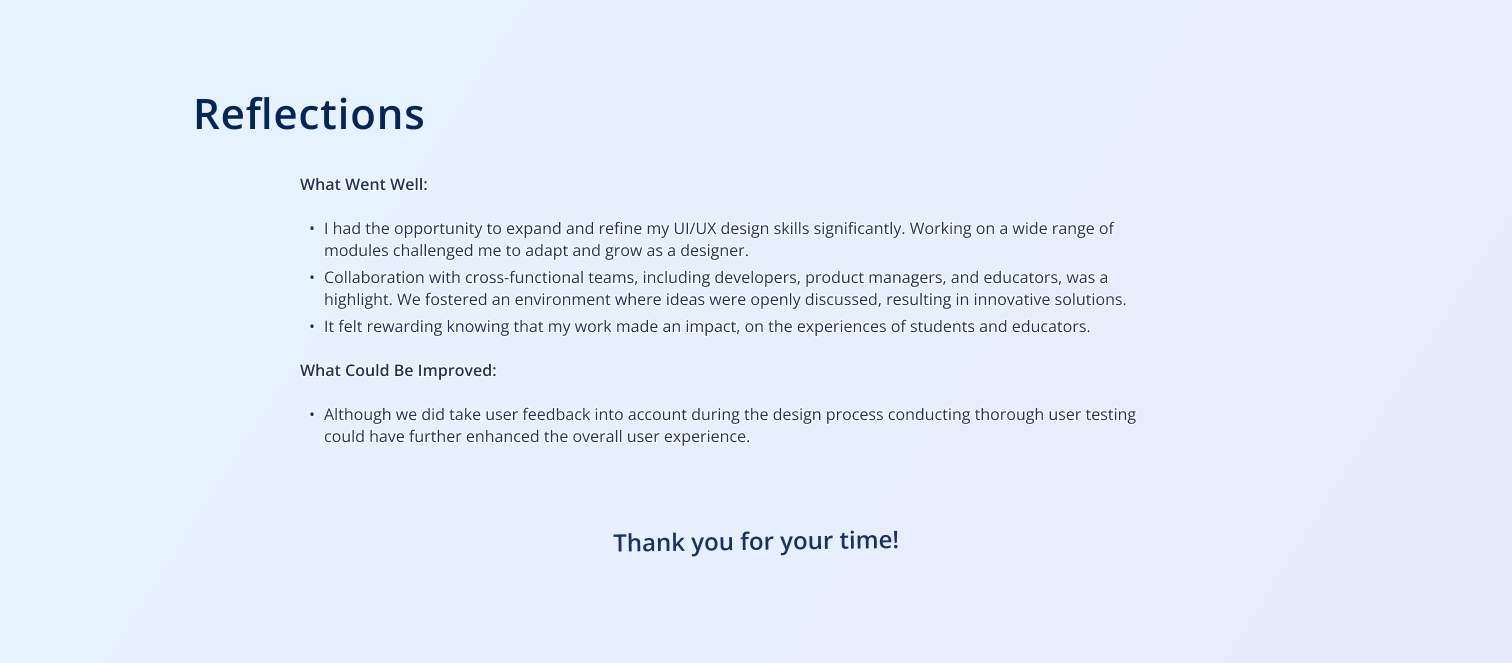 Reflections
What Went Well:
• I had the opportunity to expand and refine my UI/UX design skills significantly. Working on a wide range of
modules challenged me to adapt and grow as a designer.
• Collaboration with cross-functional teams, including developers, product managers, and educators, was a
highlight. We fostered an environment where ideas were openly discussed, resulting in innovative solutions.
• It felt rewarding knowing that my work made an impact, on the experiences of students and educators.
What Could Be Improved:
• Although we did take user feedback into account during the design process conducting thorough user testing
could have further enhanced the overall user experience.
Thank you for your time!